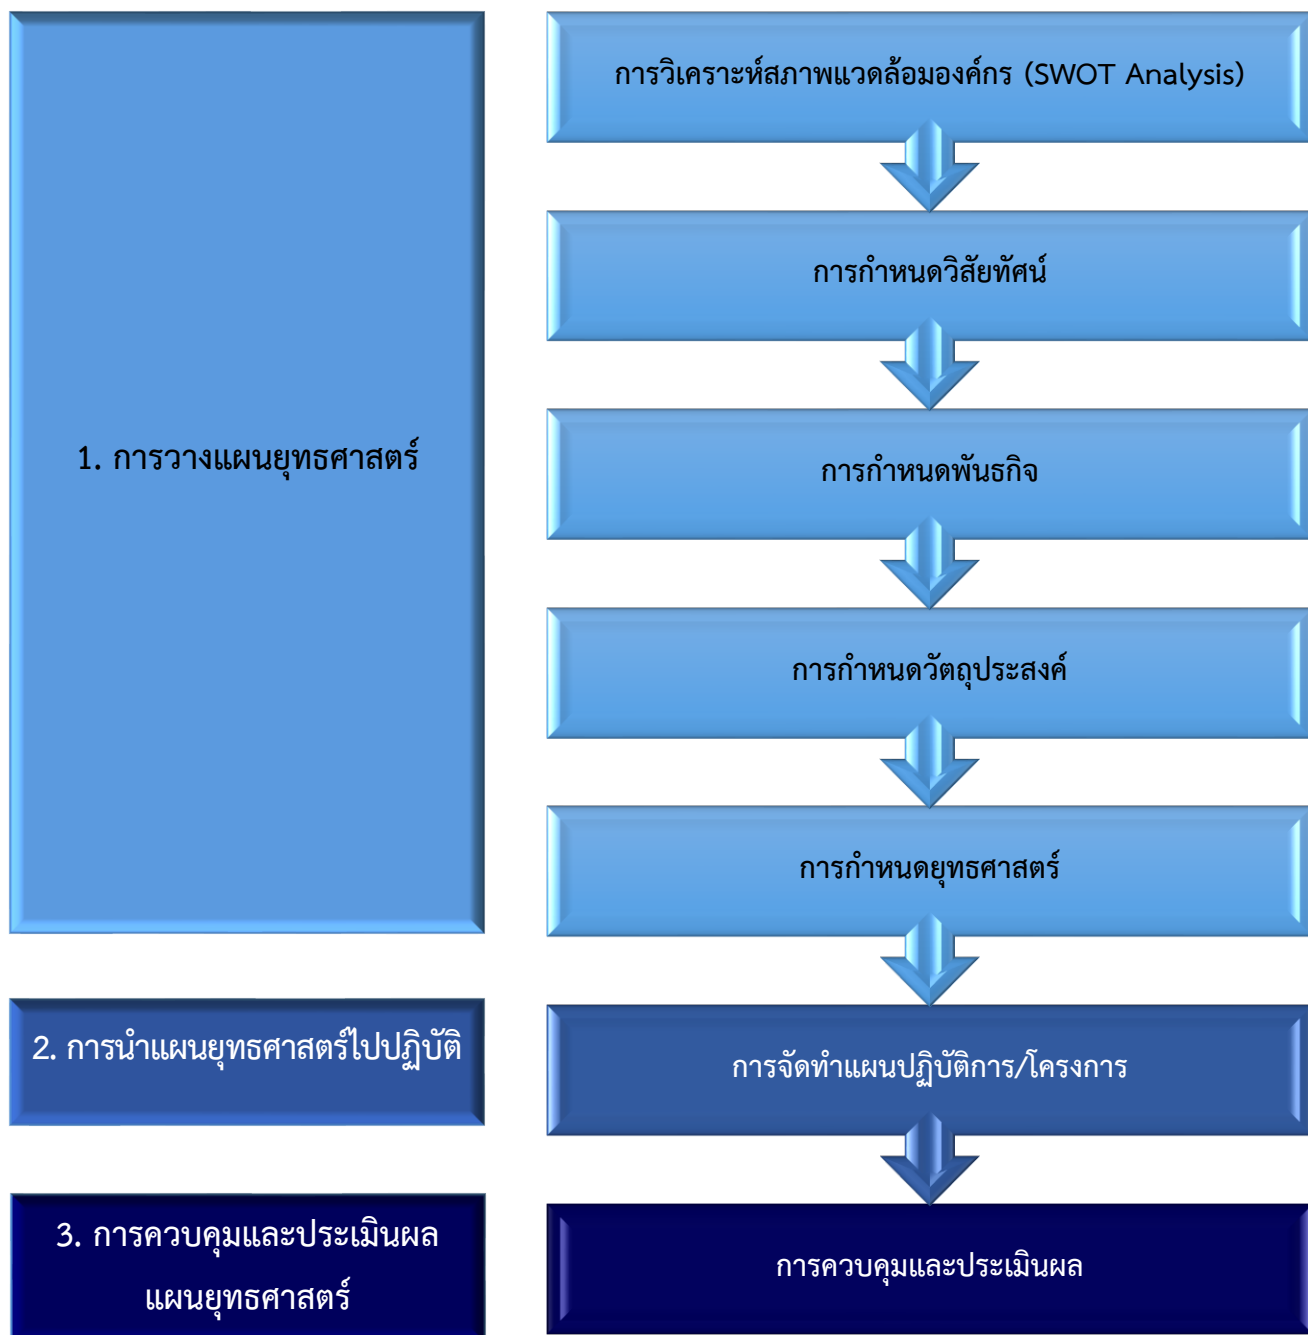 การวิเคราะห์สภาพแวดล้อมองค์กร (SWOT Analysis)
การกำหนดวิสัยทัศน์
1. การวางแผนยุทธศาสตร์
การกำหนดพันธกิจ
การกำหนดวัตถุประสงค์
การกำหนดยุทธศาสตร์
2. การนำแผนยุทธศาสตร์ไปปฏิบัติ
การจัดทำแผนปฏิบัติการ/โครงการ
3. การควบคุมและประเมินผล
แผนยุทธศาสตร์
การควบคุมและประเมินผล